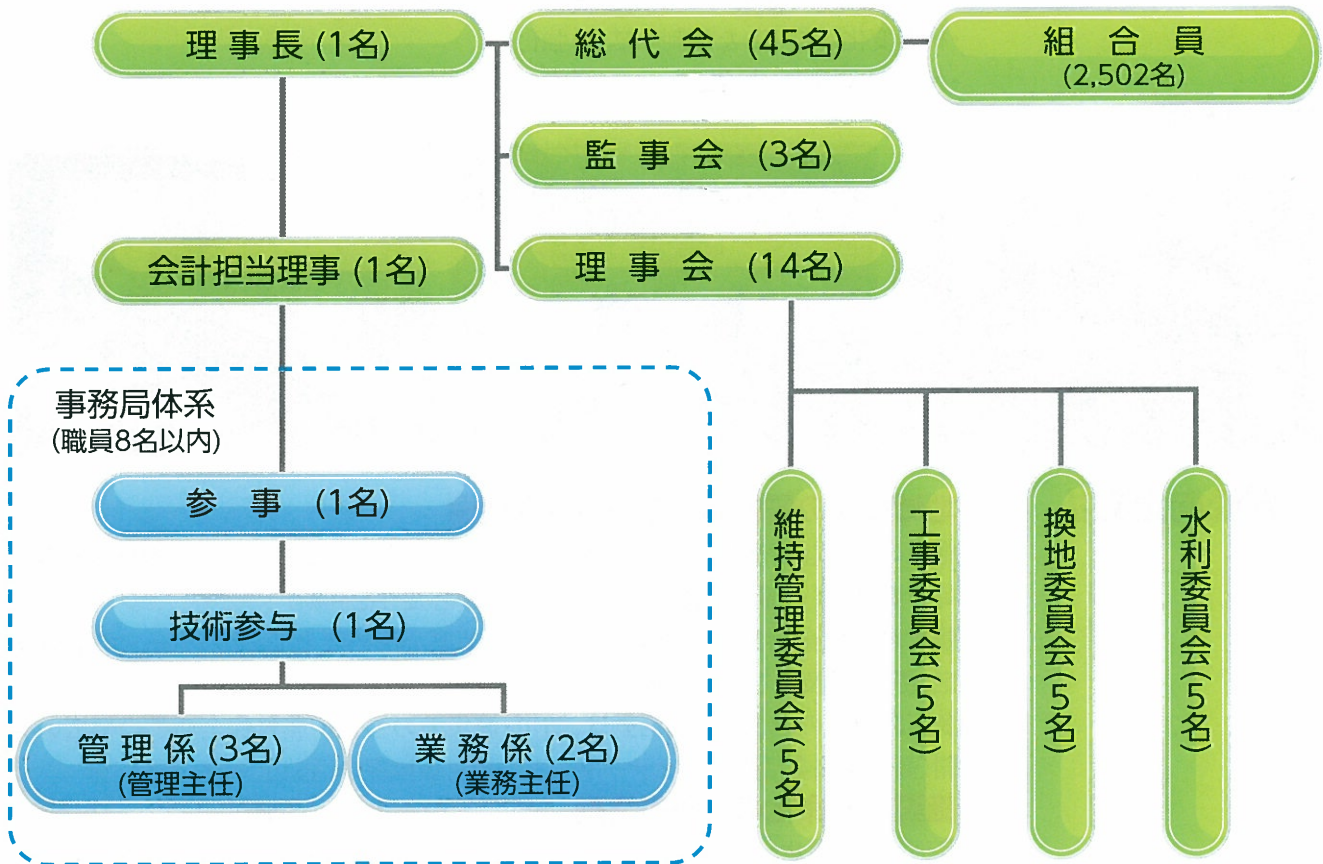 理事長 (1名)
総代会 (45名)
組合員
(2,502名)
監事会 (3名)
会計担当理事 (1名)
理事会 (14名)
事務局体系
(職員8名以内)
参事 (1名)
技術参与 (1名)
管理係 (3名)
(管理主任)
業務係 (2名)
(業務主任)
維持管理委員会(5名)
工事委員会(5名)
換地委員会(5名)
水利委員会(5名)